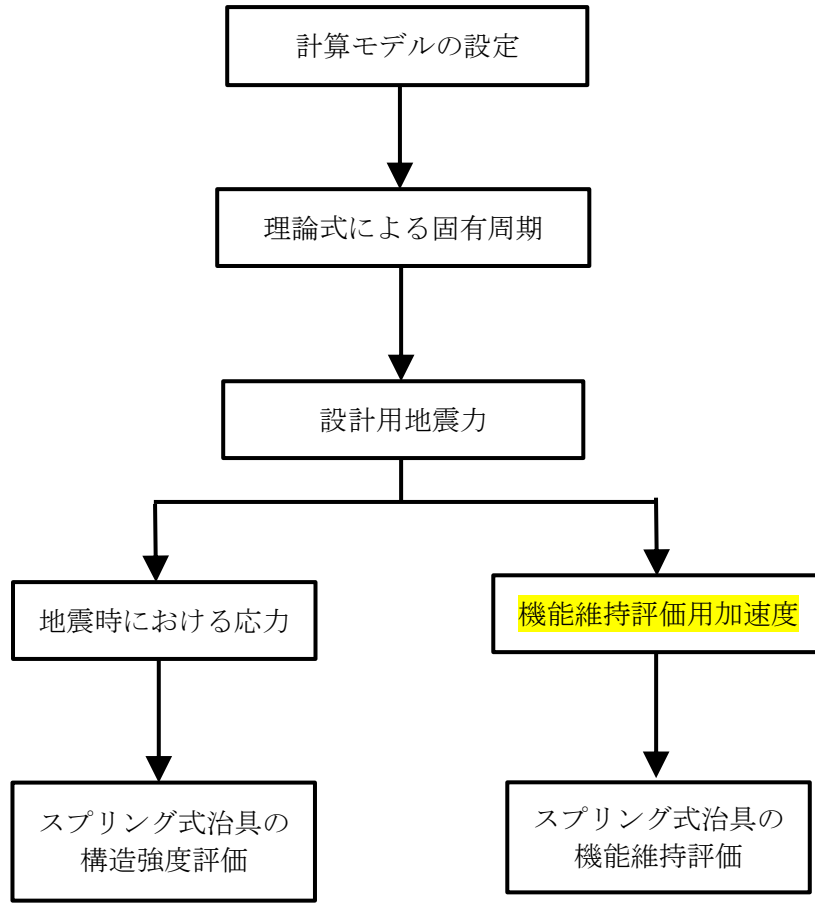 計算モデルの設定
理論式による固有周期
設計用地震力
地震時における応力
機能維持評価用加速度
スプリング式治具の
構造強度評価
スプリング式治具の
機能維持評価